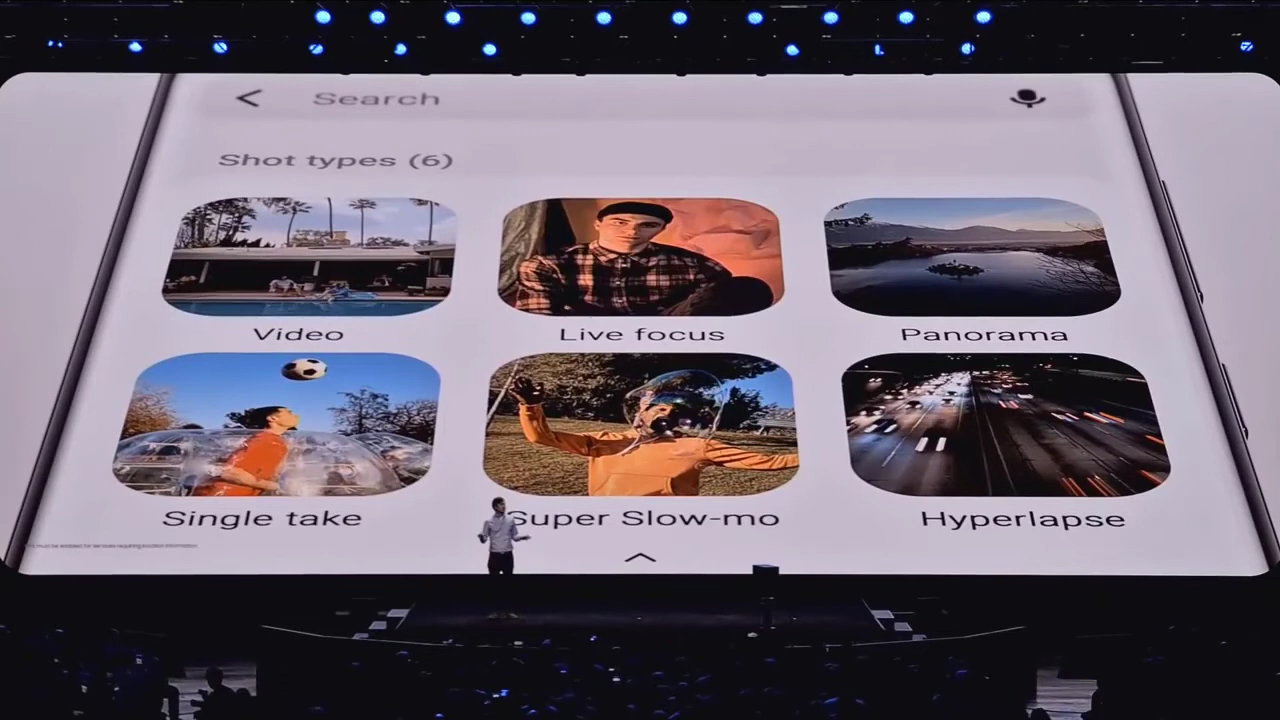 Search
Shot types (6)
Video
Live focus
Panorama
Single take
Super Slow-mo
Hyperlapse